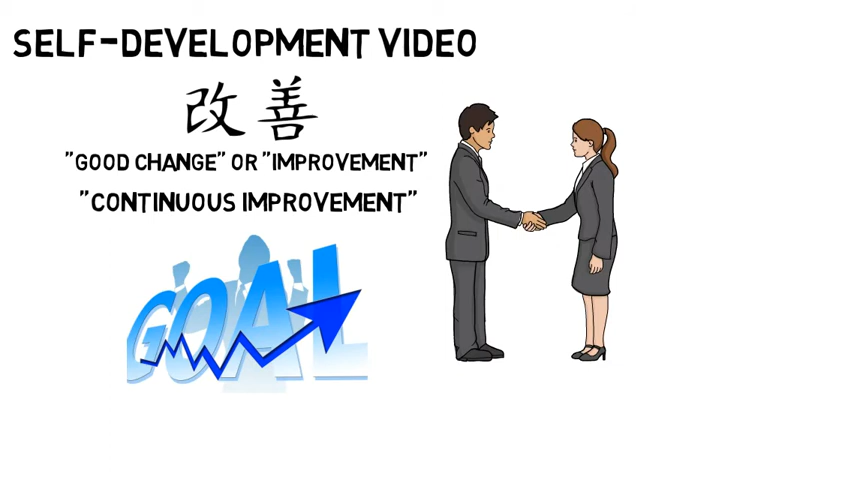 SELF-DEVELOPMENT VIDEO
改善
"GOOD CHANGE" OR "IMPROVEMENT"
"CONTINUOUS IMPROVEMENT"
GOAL